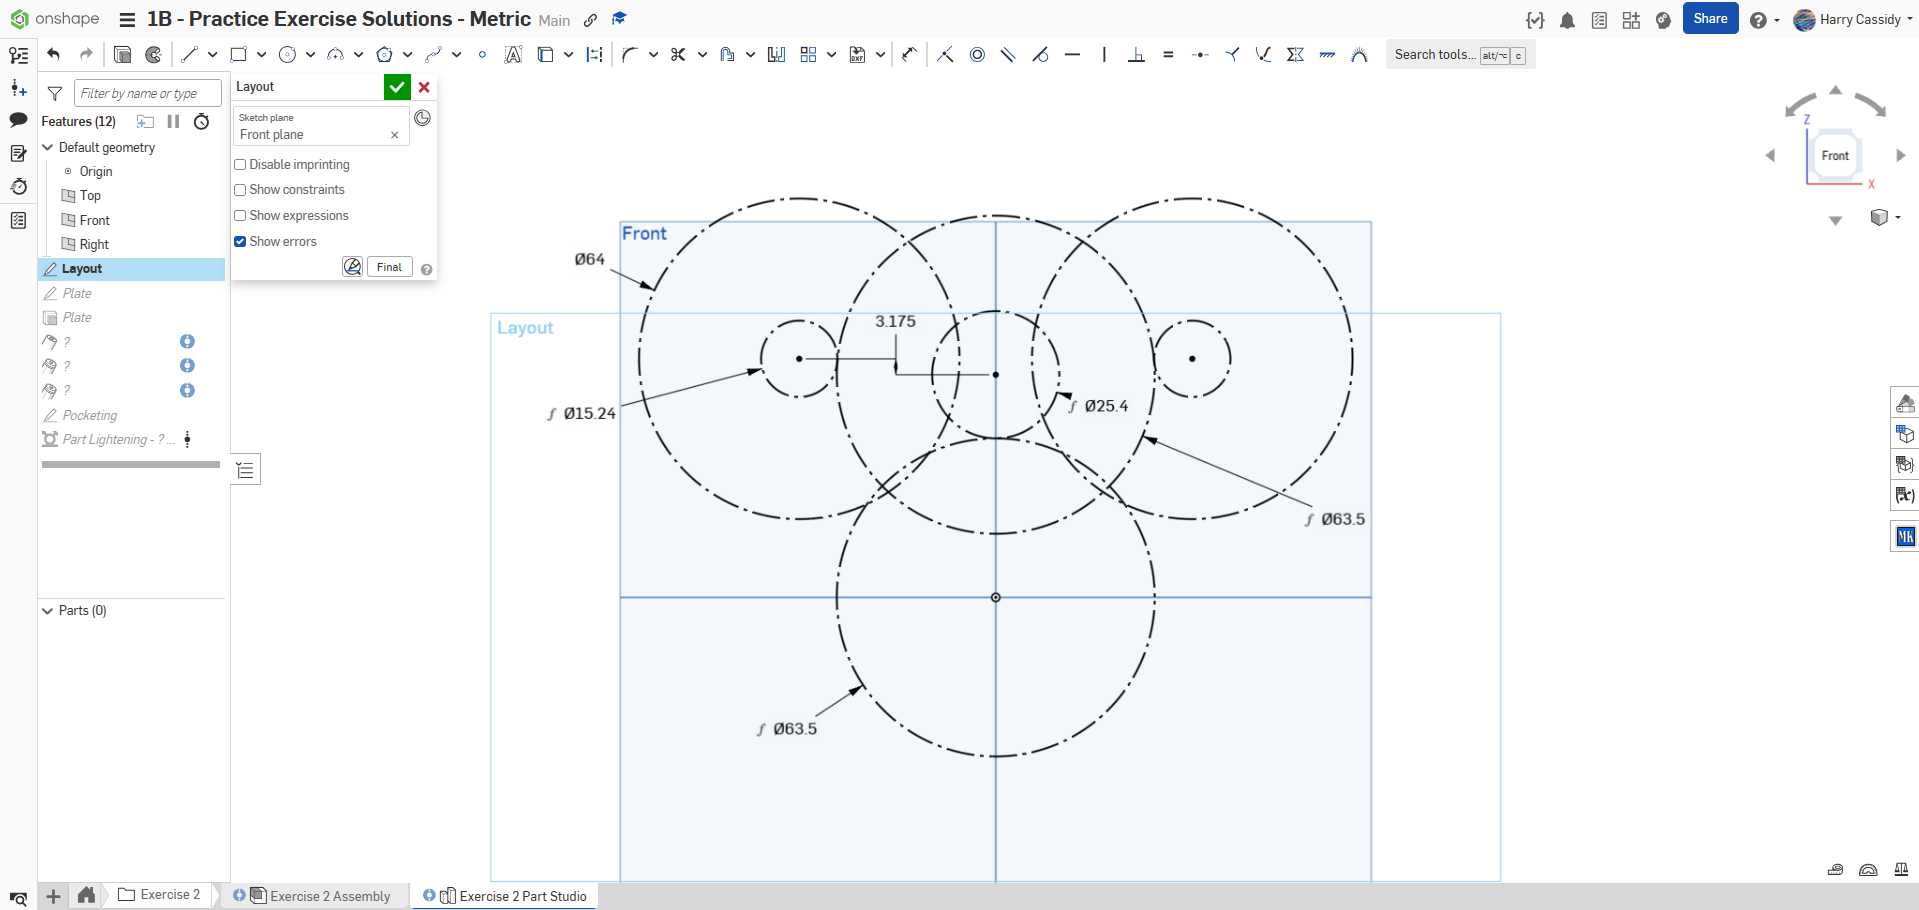 onshape
1B - Practice Exercise Solutions - Metric Main
Share
Harry Cassidy
Search tools... alt/⌥ c
Filter by name or type
Features (12)
Default geometry
Origin
Top
Front
Right
Layout
Plate
Plate
?
?
?
Pocketing
Part Lightening - ? ...
Parts (0)
Layout
Sketch plane
Front plane
Disable imprinting
Show constraints
Show expressions
Show errors
Final
Front
Layout
Ø64
3.175
ƒ Ø15.24
ƒ Ø25.4
ƒ Ø63.5
ƒ Ø63.5
Z
Front
X
MK
Exercise 2
Exercise 2 Assembly
Exercise 2 Part Studio